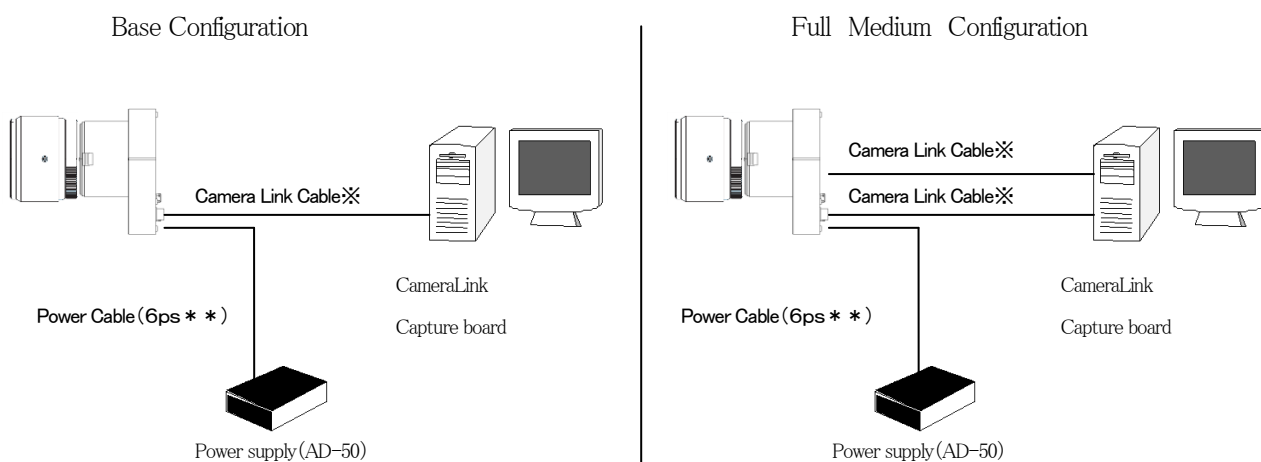 Base Configuration
Camera Link Cable※
CameraLink
Capture board
Power Cable(6ps＊＊)
Power supply(AD-50)
Full Medium Configuration
Camera Link Cable※
Camera Link Cable※
CameraLink
Capture board
Power Cable(6ps＊＊)
Power supply(AD-50)